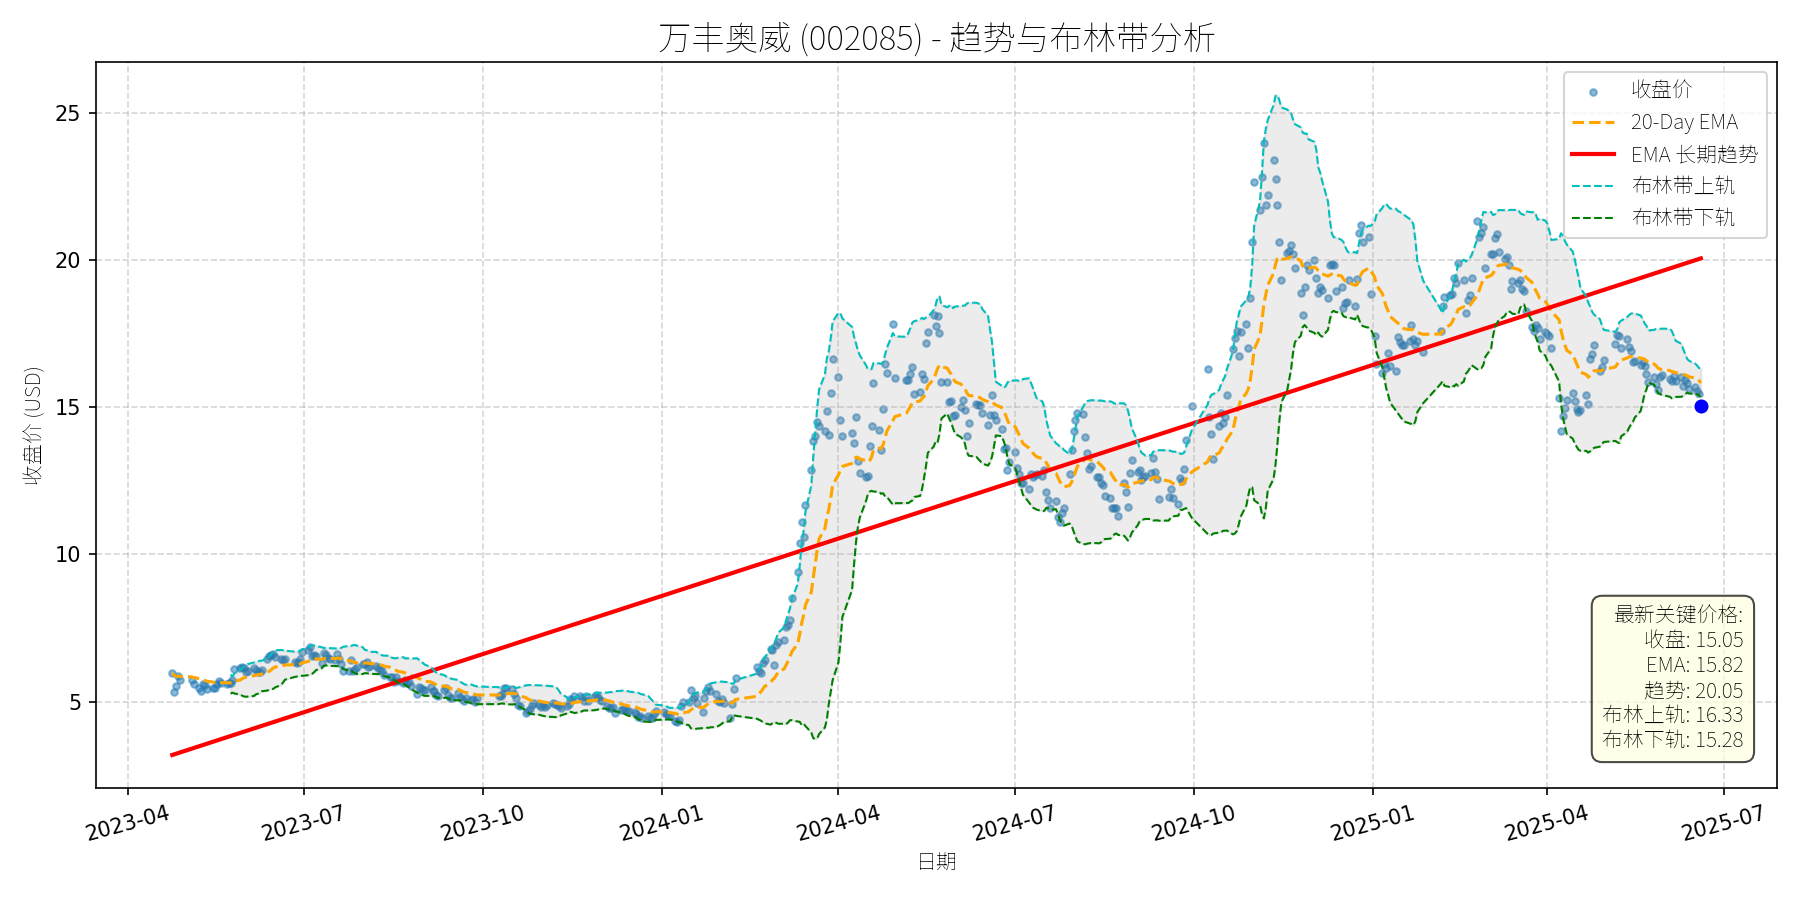 万丰奥威 (002085) - 趋势与布林带分析
收盘价
20-Day EMA
EMA 长期趋势
布林带上轨
布林带下轨
25
20
15
10
5
收盘价 (USD)
最新关键价格:
收盘: 15.05
EMA: 15.82
趋势: 20.05
布林上轨: 16.33
布林下轨: 15.28
2023-04
2023-07
2023-10
2024-01
2024-04
2024-07
2024-10
2025-01
2025-04
2025-07
日期